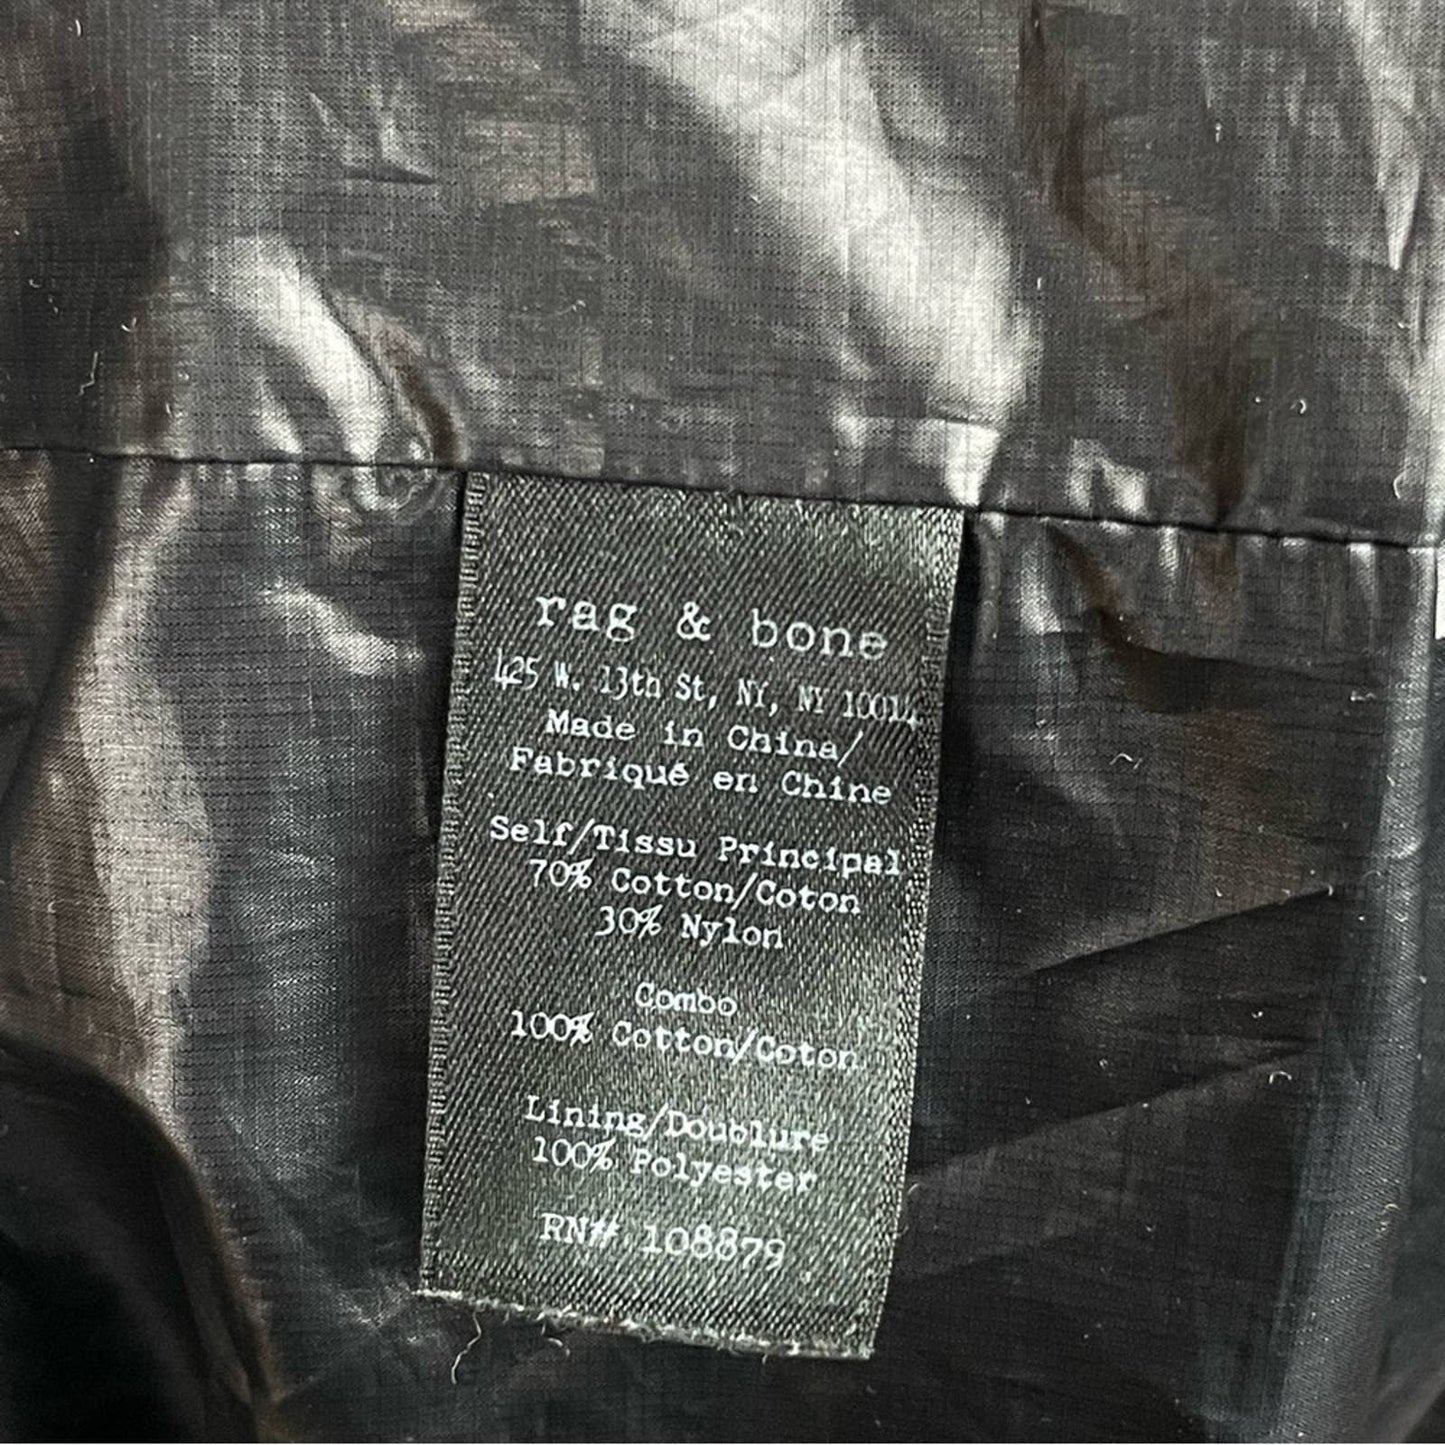 rag & bone
425 W. 13th St, NY, NY 10014
Made in China/
Fabriqué en Chine
Self/Tissu Principal
70% Cotton/Coton
30% Nylon
Combo
100% Cotton/Coton
Lining/Doublure
100% Polyester
RN# 108879